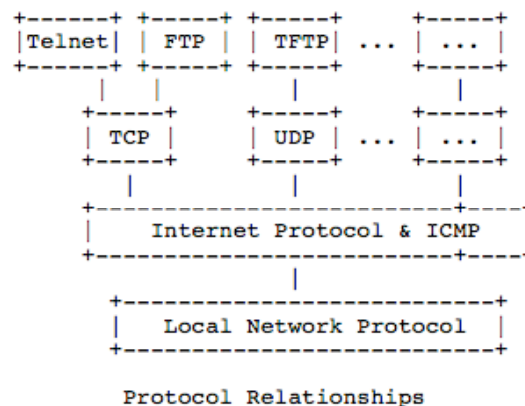 Telnet FTP TFTP ... ...
TCP UDP ... ...
Internet Protocol & ICMP
Local Network Protocol
Protocol Relationships